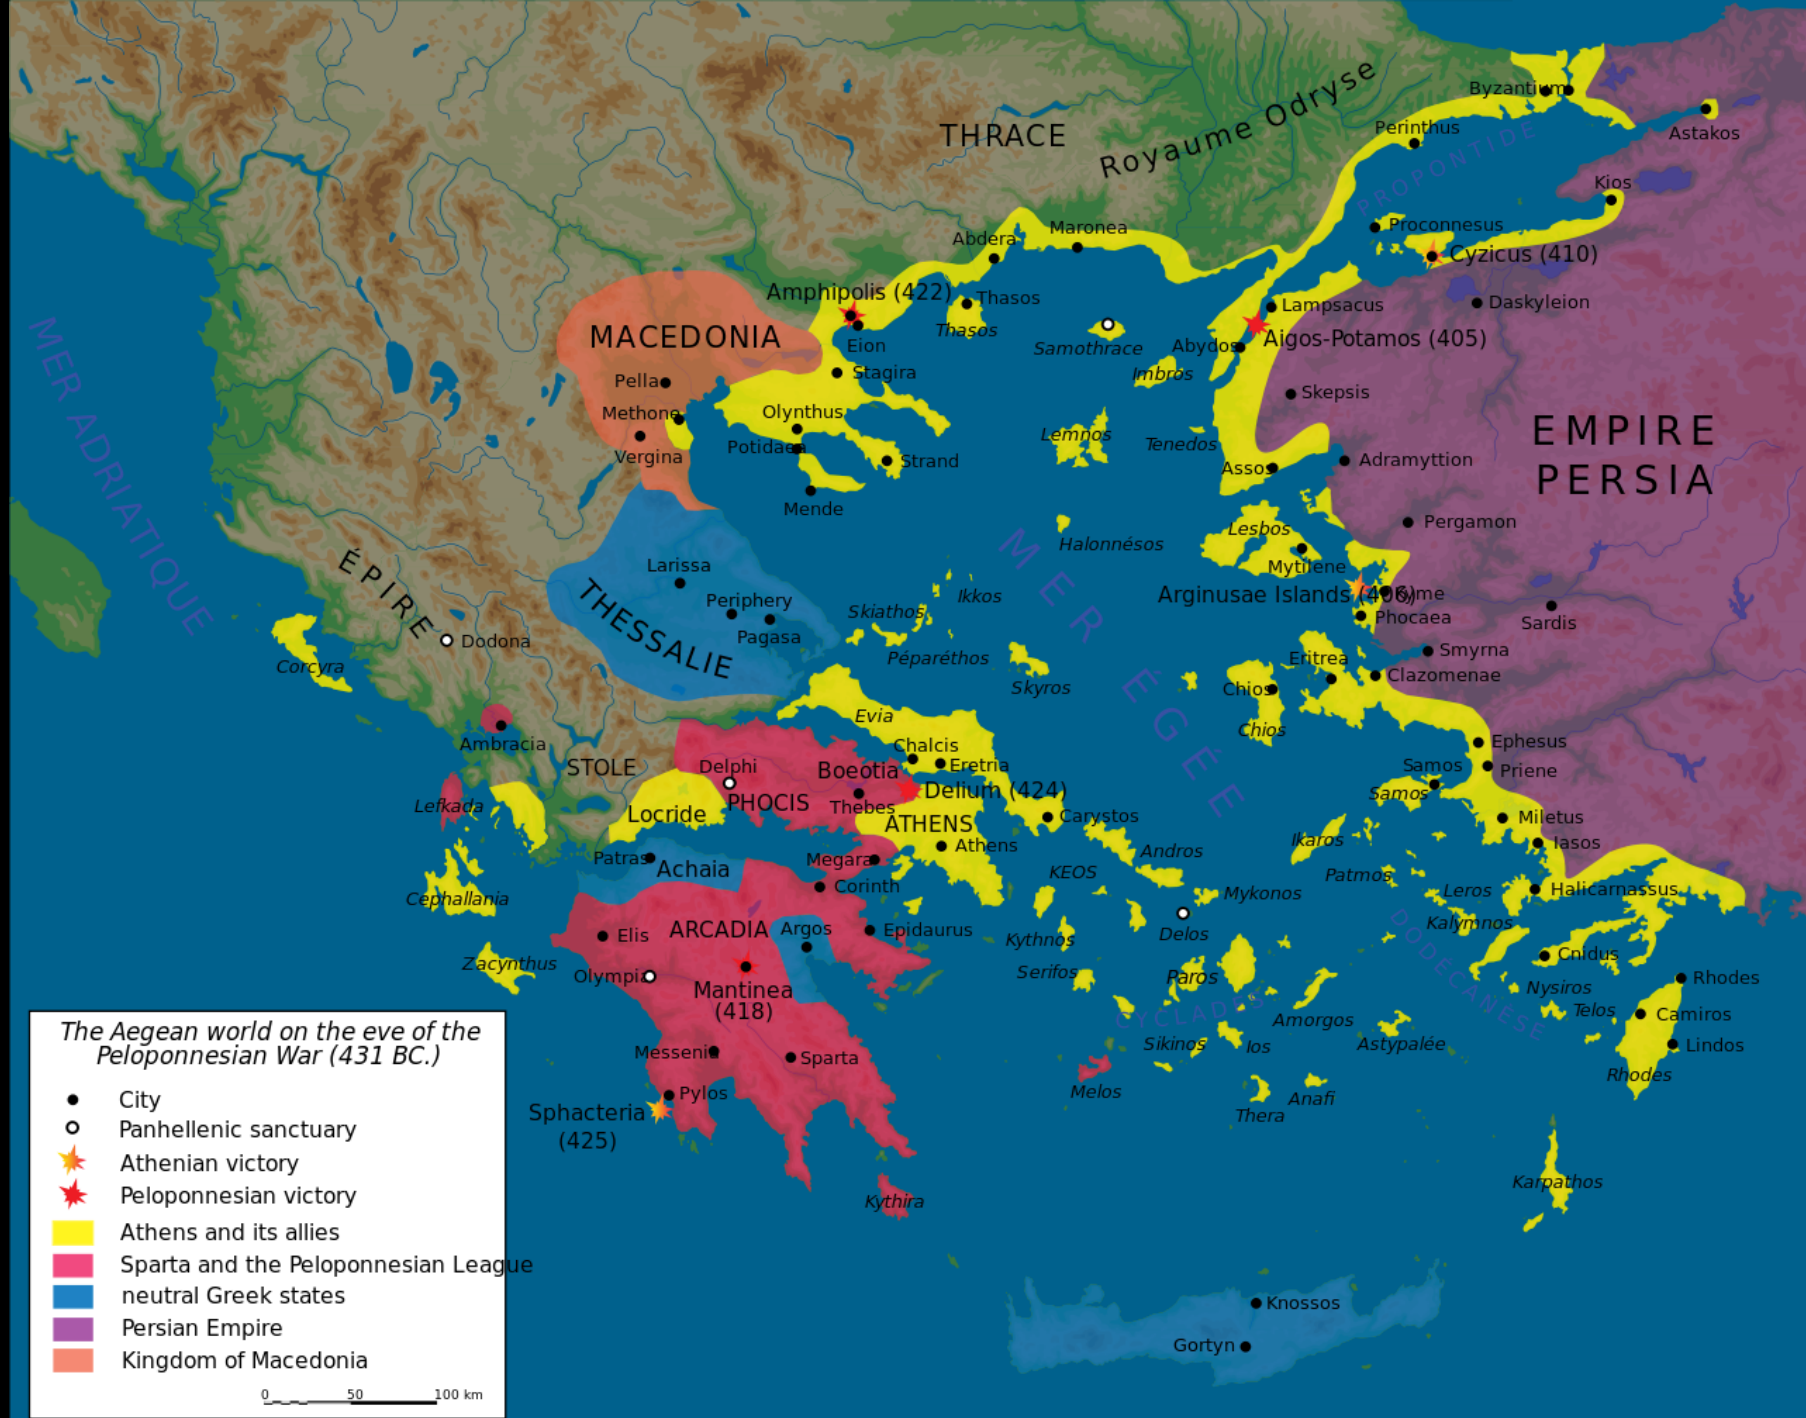 Byzantium
Astakos
Perinthus
THRACE
Royaume Odryse
PROPONTIDE
Kios
Proconnesus
Cyzicus (410)
Abdera
Maronea
Amphipolis (422)
Thasos
Thasos
Samothrace
Lampsacus
Daskyleion
Aigos-Potamos (405)
Abydos
Imbros
MACEDONIA
Eion
Pella
Stagira
Methone
Olynthus
Skepsis
Vergina
Potidaea
Strand
Lemnos
Tenedos
Assos
Adramyttion
EMPIRE
PERSIA
Mende
MER ADRIATIQUE
Pergamon
Lesbos
Halonnésos
Mytilene
MER ÉGÉE
ÉPIRE
Dodona
Larissa
THESSALIE
Periphery
Pagasa
Skiathos
Ikkos
Péparéthos
Skyros
Arginusae Islands (406)
Kyme
Phocaea
Sardis
Smyrna
Eritrea
Clazomenae
Chios
Chios
Corcyra
Ambracia
Evia
Ephesus
Priene
Samos
Samos
Chalcis
Eretria
STOLE
Delphi
Boeotia
Delium (424)
Lefkada
PHOCIS
Thebes
Locride
ATHENS
Carystos
Miletus
Athens
Ikaros
Iasos
Patras
Achaia
Megara
Andros
KEOS
Patmos
Corinth
Mykonos
Leros
Halicarnassus
Cephallania
ARCADIA
Argos
Epidaurus
Elis
Kythnos
Delos
Kalymnos
Zacynthus
Olympia
Serifos
Paros
Cnidus
DODÉCANÈSE
Mantinea
(418)
Nysiros
Rhodes
Telos
Camiros
CYCLADES
Amorgos
Messenia
Sparta
Sikinos
Ios
Astypalée
Lindos
Rhodes
Pylos
Melos
Anafi
Thera
Sphacteria
(425)
Kythira
Karpathos
Knossos
Gortyn
The Aegean world on the eve of the
Peloponnesian War (431 BC.)
City
Panhellenic sanctuary
Athenian victory
Peloponnesian victory
Athens and its allies
Sparta and the Peloponnesian League
neutral Greek states
Persian Empire
Kingdom of Macedonia
0 50 100 km